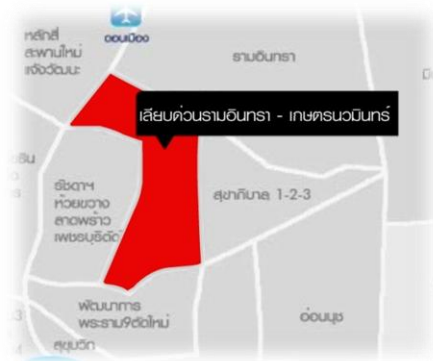 หลักสี่
สะพานใหม่
แจ้งวัฒนะ
ดอนเมือง
รามอินทรา
เลียบด่วนรามอินทรา - เกษตรนวมินทร์
รัชดาฯ
ห้วยขวาง
ลาดพร้าว
เพชรบุรีตัด
สุขาภิบาล 1-2-3
พัฒนาการ
พระราม9ตัดใหม่
สุขุมวิท
อ่อนนุช